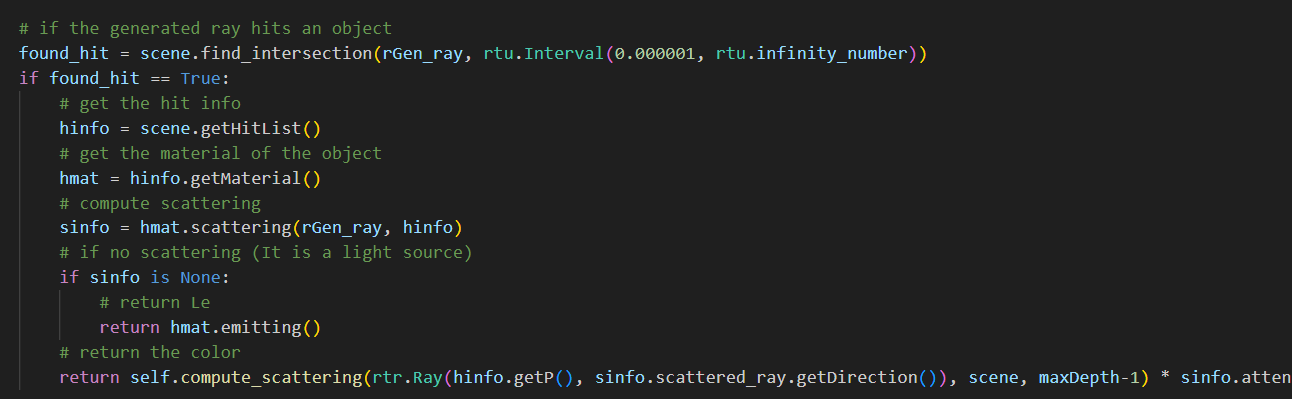 # if the generated ray hits an object
found_hit = scene.find_intersection(rGen_ray, rtu.Interval(0.000001, rtu.infinity_number))
if found_hit == True:
# get the hit info
hinfo = scene.getHitList()
# get the material of the object
hmat = hinfo.getMaterial()
# compute scattering
sinfo = hmat.scattering(rGen_ray, hinfo)
# if no scattering (It is a light source)
if sinfo is None:
# return Le
return hmat.emitting()
# return the color
return self.compute_scattering(rtr.Ray(hinfo.getP(), sinfo.scattered_ray.getDirection()), scene, maxDepth-1) * sinfo.atten